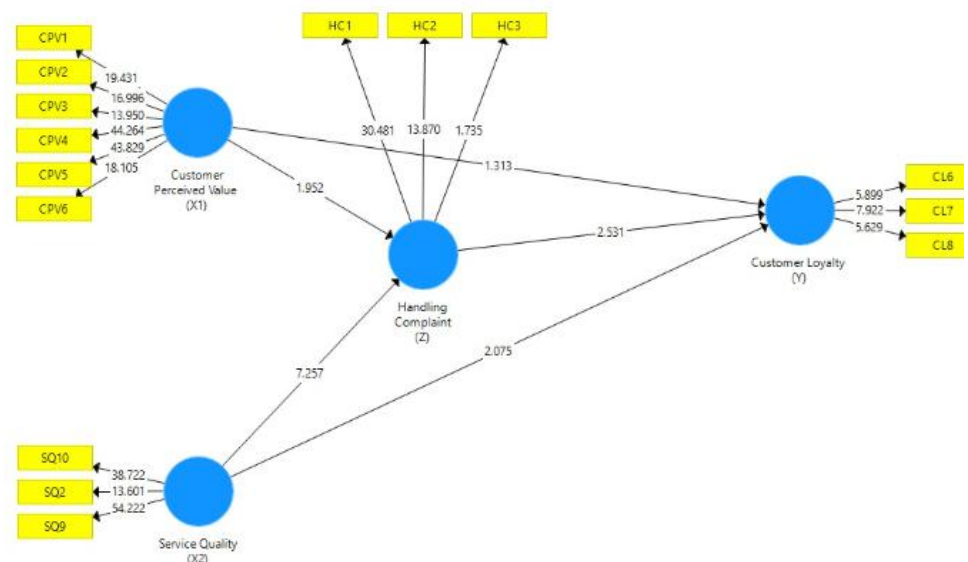 HC1
HC2
HC3
CPV1
CPV2
CPV3
CPV4
CPV5
CPV6
19.431
16.996
13.950
44.264
43.829
18.105
Customer
Perceived Value
(X1)
30.481
13.870
1.735
1.313
1.952
Handling
Complaint
(Z)
2.531
Customer Loyalty
(Y)
5.899
7.922
5.629
CL6
CL7
CL8
7.257
2.075
SQ10
SQ2
SQ9
38.722
13.601
54.222
Service Quality
(X2)